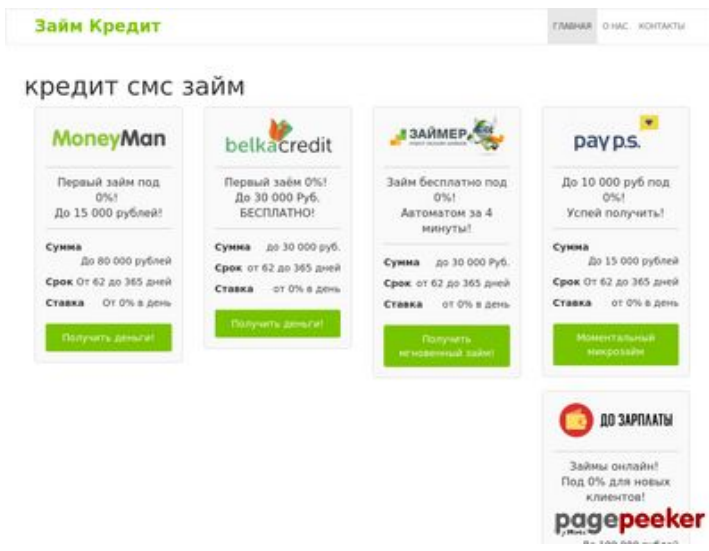 Займ Кредит
ГЛАВНАЯ О НАС КОНТАКТЫ
кредит смс займ
MoneyMan
Первый займ под
0%!
До 15 000 рублей!
Сумма
До 80 000 рублей
Срок От 62 до 365 дней
Ставка От 0% в день
Получить деньги!
belkacredit
Первый заём 0%!
До 30 000 Руб.
БЕСПЛАТНО!
Сумма до 30 000 руб.
Срок от 62 до 365 дней
Ставка от 0% в день
Получить деньги!
ЗАЙМЕР
Займ бесплатно под
0%!
Автоматом за 4
минуты!
Сумма до 30 000 Руб.
Срок от 62 до 365 дней
Ставка от 0% в день
Получить
мгновенный займ!
pay p.s.
До 10 000 руб под
0%!
Успей получить!
Сумма
До 15 000 рублей
Срок От 62 до 365 дней
Ставка от 0% в день
Моментальный
микрозайм
ДО ЗАРПЛАТЫ
Займы онлайн!
Под 0% для новых
клиентов!
pagepeeker
До 100 000 рублей